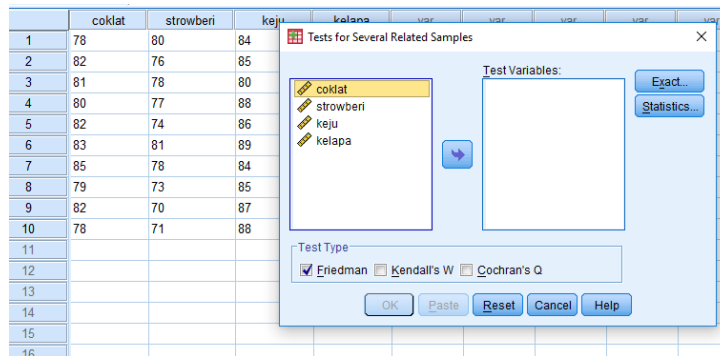 coklat strowberi keju kelapa var var var var var
1 78 80 84
2 82 76 85
3 81 78 80
4 80 77 88
5 82 74 86
6 83 81 89
7 85 78 84
8 79 73 85
9 82 70 87
10 78 71 88
11
12
13
14
15
16
Tests for Several Related Samples
Test Variables:
coklat
strowberi
keju
kelapa
Exact...
Statistics...
Test Type
Friedman Kendall's W Cochran's Q
OK Paste Reset Cancel Help